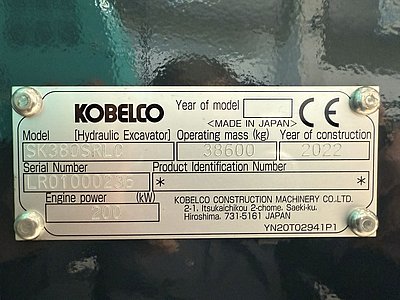 KOBELCO Year of model CE
<MADE IN JAPAN>
Model [Hydraulic Excavator] Operating mass (kg) Year of construction
SK380SRLC 38600 2022
Serial Number Product Identification Number
LR01000236 * *
Engine power (kW)
200
KOBELCO CONSTRUCTION MACHINERY CO.,LTD.
2-1, Itsukaichikou 2-chome, Saeki-ku,
Hiroshima, 731-5161 JAPAN
YN20T02941P1